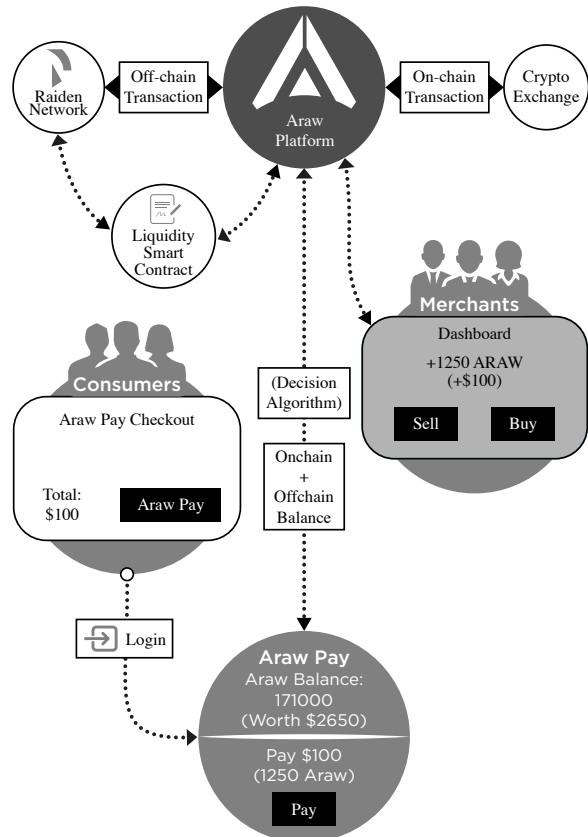 Raiden
Network
Off-chain
Transaction
Araw
Platform
On-chain
Transaction
Crypto
Exchange
Liquidity
Smart
Contract
Merchants
Dashboard
+1250 ARAW
(+$100)
Sell
Buy
Consumers
Araw Pay Checkout
Total:
$100
Araw Pay
(Decision
Algorithm)
Onchain
+
Offchain
Balance
Login
Araw Pay
Araw Balance:
171000
(Worth $2650)
Pay $100
(1250 Araw)
Pay